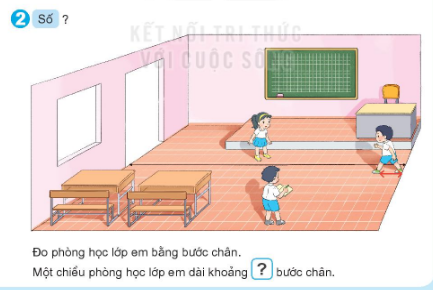 2 Số ?
KẾT NỐI TRI THỨC
VỚI CUỘC SỐNG
Đo phòng học lớp em bằng bước chân.
Một chiều phòng học lớp em dài khoảng ? bước chân.